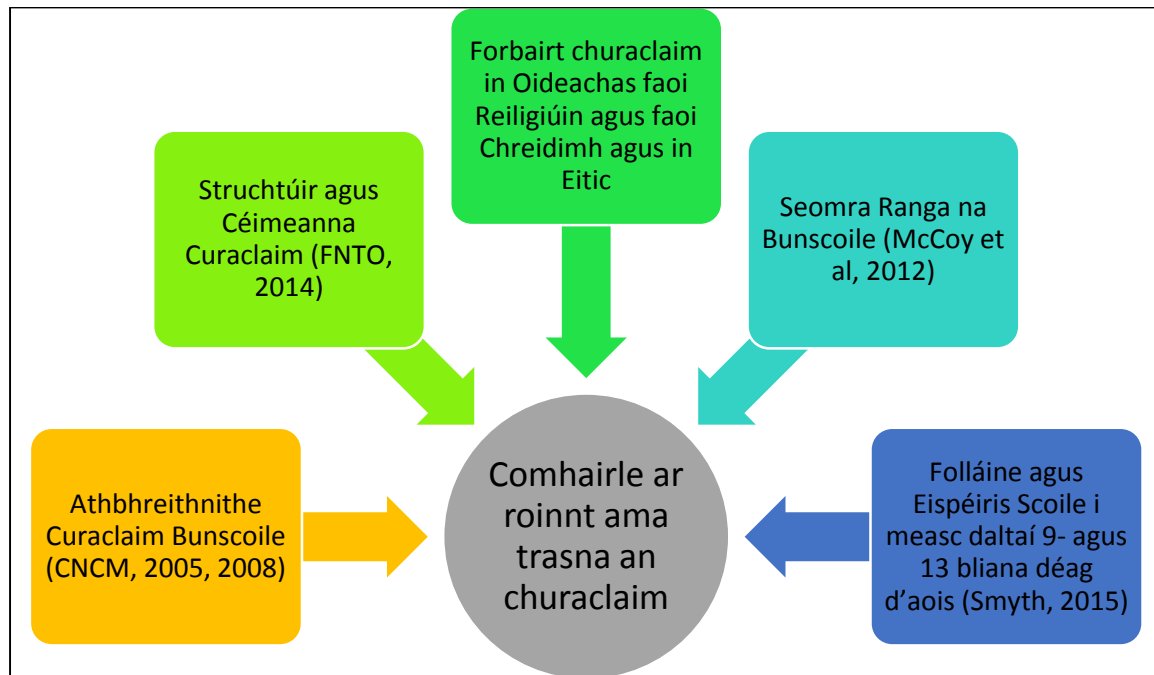 Forbairt churaclaim
in Oideachas faoi
Reiligiúin agus faoi
Chreidimh agus in
Eitic
Struchtúir agus
Céimeanna
Curaclaim (FNTO,
2014)
Seomra Ranga na
Bunscoile (McCoy
et al, 2012)
Athbhreithnithe
Curaclaim Bunscoile
(CNCM, 2005, 2008)
Comhairle ar
roinnt ama
trasna an
churaclaim
Folláine agus
Eispéiris Scoile i
measc daltaí 9- agus
13 bliana déag
d’aois (Smyth, 2015)